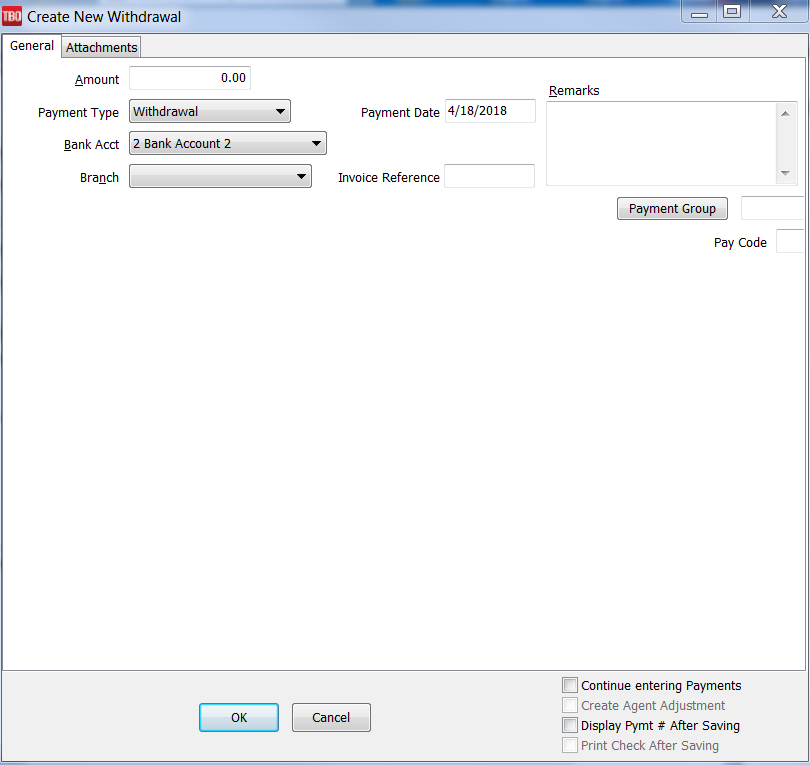 TBO Create New Withdrawal
General Attachments
Amount 0.00
Remarks
Payment Type Withdrawal Payment Date 4/18/2018
Bank Acct 2 Bank Account 2
Branch Invoice Reference
Payment Group
Pay Code
Continue entering Payments
Create Agent Adjustment
OK Cancel
Display Pymt # After Saving
Print Check After Saving